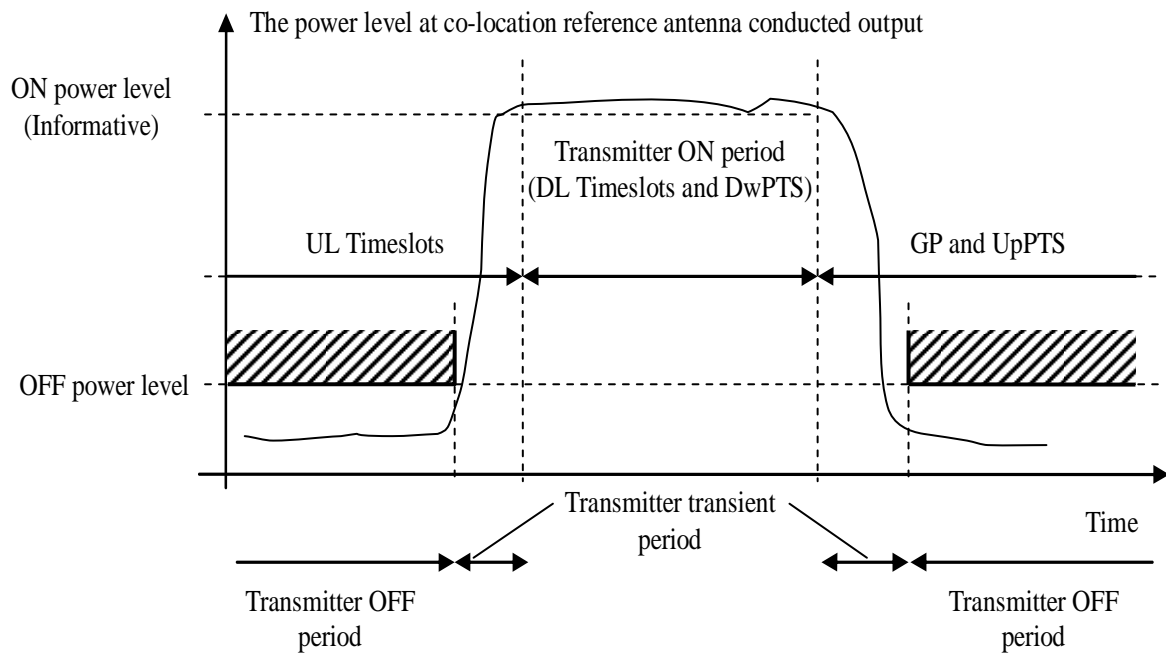 The power level at co-location reference antenna conducted output
ON power level
(Informative)
Transmitter ON period
(DL Timeslots and DwPTS)
UL Timeslots
GP and UpPTS
OFF power level
Transmitter transient
period
Time
Transmitter OFF
period
Transmitter OFF
period